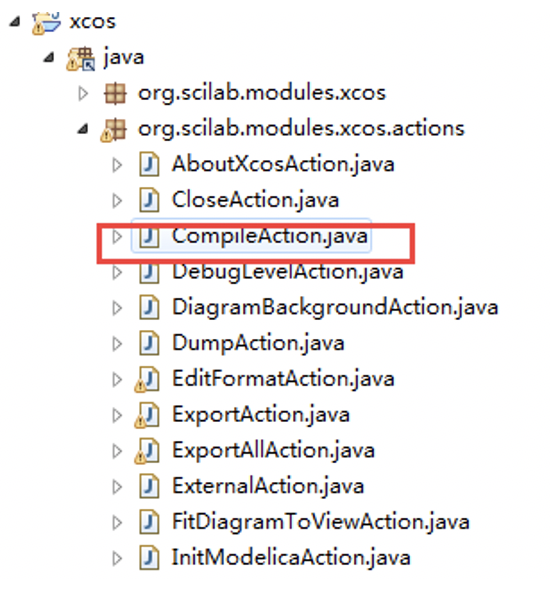 xcos
java
org.scilab.modules.xcos
org.scilab.modules.xcos.actions
AboutXcosAction.java
CloseAction.java
CompileAction.java
DebugLevelAction.java
DiagramBackgroundAction.java
DumpAction.java
EditFormatAction.java
ExportAction.java
ExportAllAction.java
ExternalAction.java
FitDiagramToViewAction.java
InitModelicaAction.java